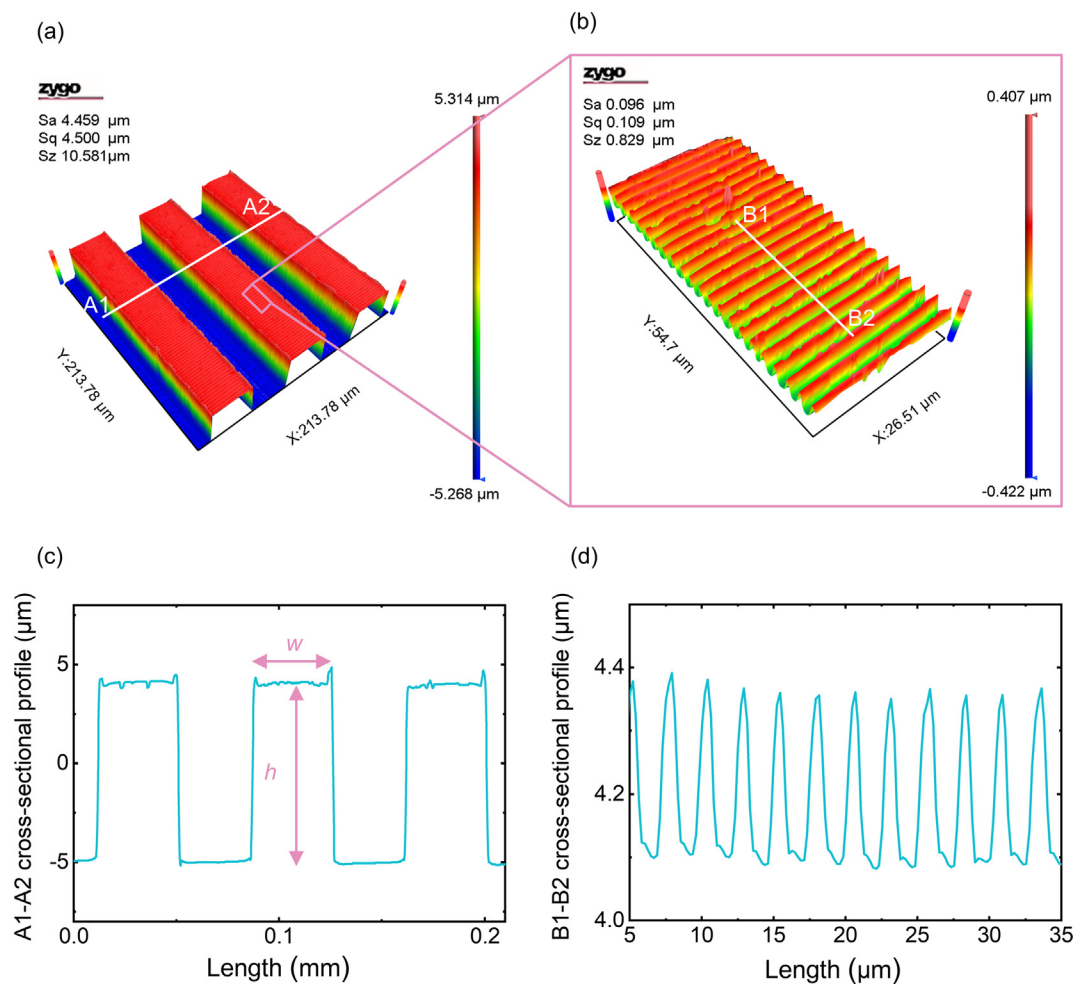 (a)
zygo
Sa 4.459 μm
Sq 4.500 μm
Sz 10.581μm
5.314 μm
A2
A1
Y:213.78 μm
X:213.78 μm
-5.268 μm
(b)
zygo
Sa 0.096 μm
Sq 0.109 μm
Sz 0.829 μm
0.407 μm
B1
B2
Y:54.7 μm
X:26.51 μm
-0.422 μm
(c)
A1-A2 cross-sectional profile (μm)
5
0
-5
w
h
0.0
0.1
0.2
Length (mm)
(d)
B1-B2 cross-sectional profile (μm)
4.4
4.2
4.0
5
10
15
20
25
30
35
Length (μm)